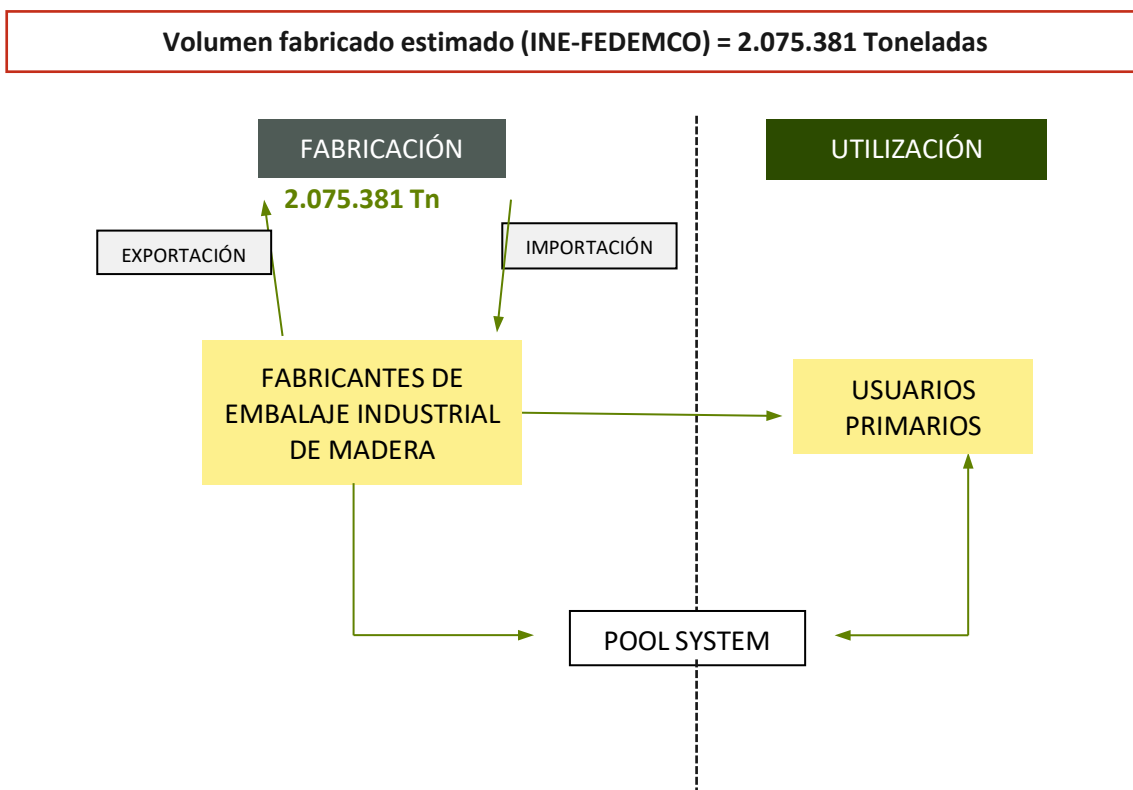 Volumen fabricado estimado (INE-FEDEMCO) = 2.075.381 Toneladas
FABRICACIÓN
UTILIZACIÓN
2.075.381 Tn
EXPORTACIÓN
IMPORTACIÓN
FABRICANTES DE
EMBALAJE INDUSTRIAL
DE MADERA
USUARIOS
PRIMARIOS
POOL SYSTEM